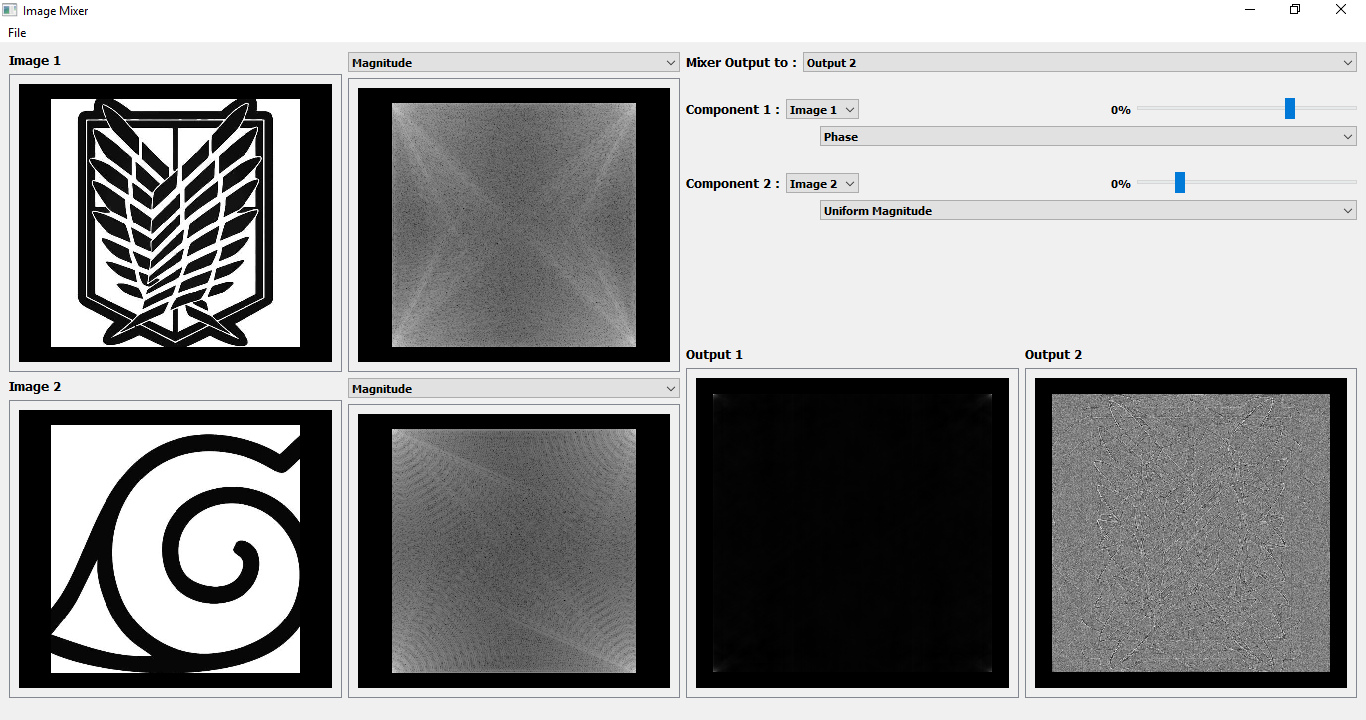 Image Mixer
File
Image 1
Magnitude
Mixer Output to :
Output 2
Component 1 :
Image 1
0%
Phase
Component 2 :
Image 2
0%
Uniform Magnitude
Image 2
Magnitude
Output 1
Output 2